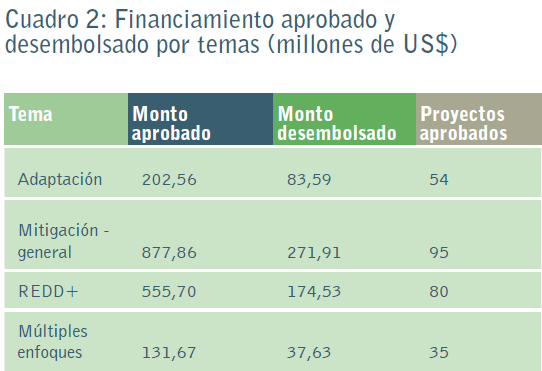 Cuadro 2: Financiamiento aprobado y
desembolsado por temas (millones de US$)
Tema Monto aprobado Monto desembolsado Proyectos aprobados
Adaptación 202,56 83,59 54
Mitigación - general 877,86 271,91 95
REDD+ 555,70 174,53 80
Múltiples enfoques 131,67 37,63 35